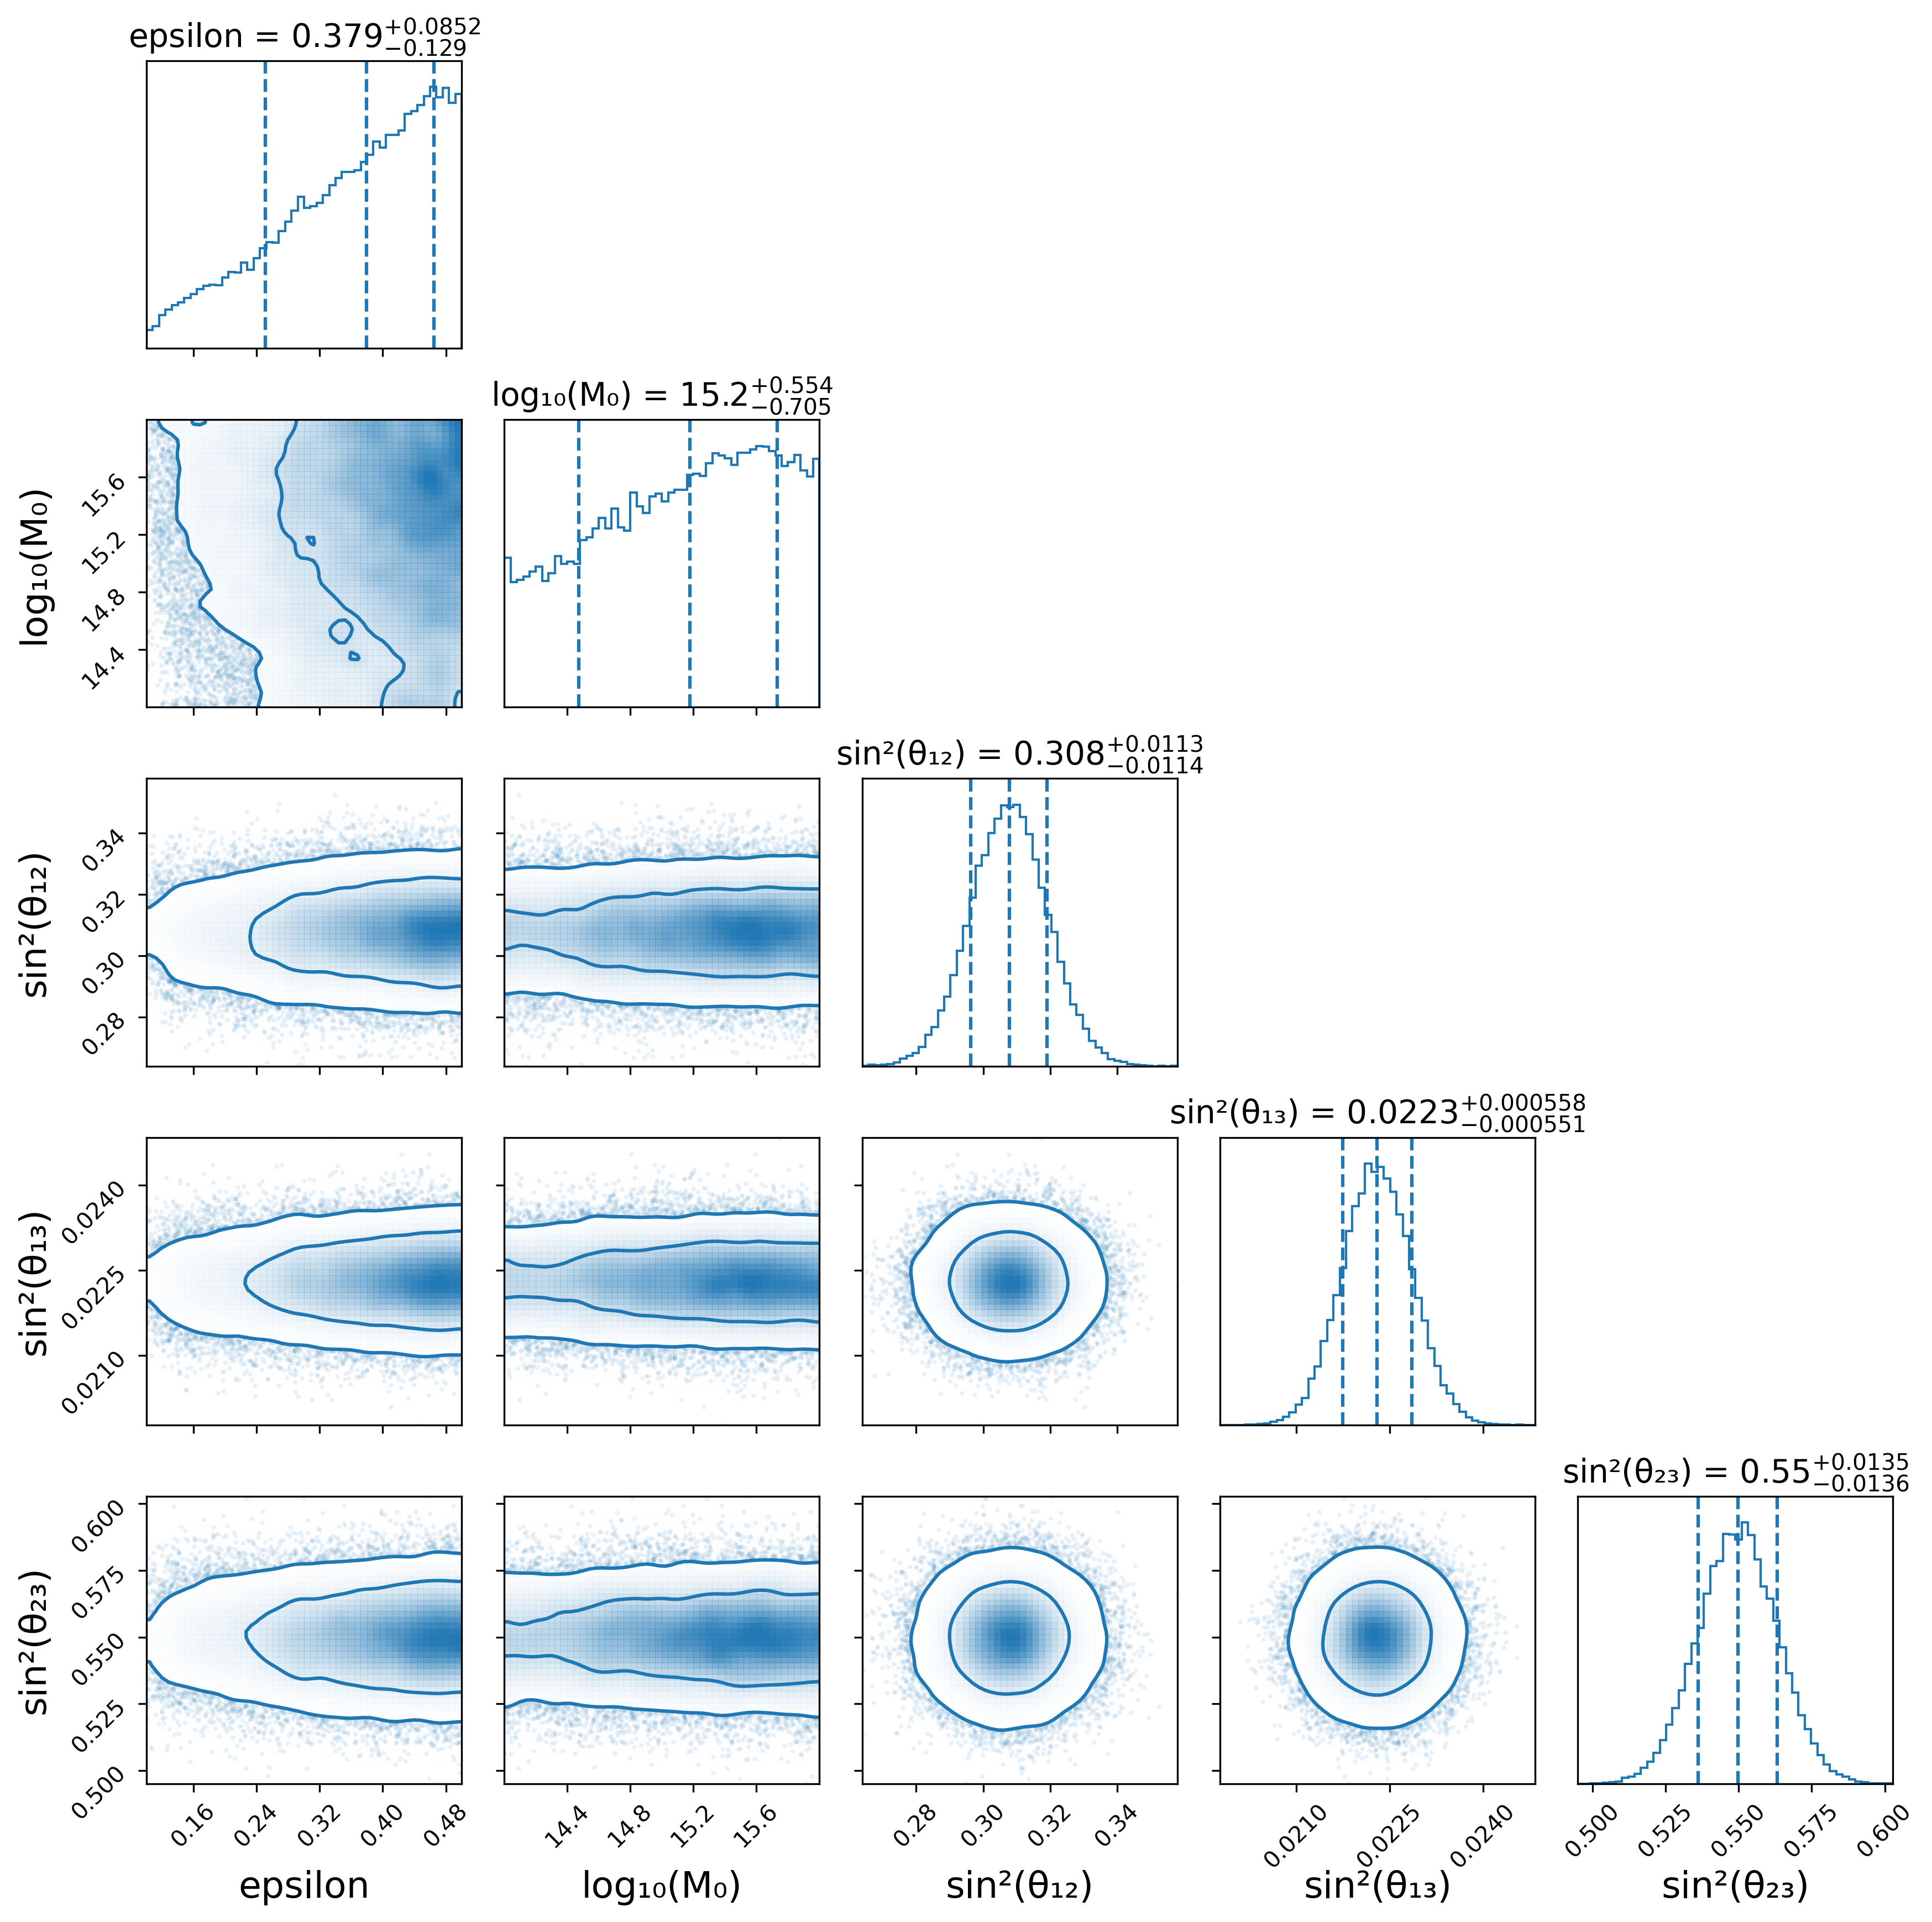 epsilon = 0.379+0.0852 −0.129
log₁₀(M₀) = 15.2+0.554 −0.705
log₁₀(M₀)
15.6
15.2
14.8
14.4
sin²(θ₁₂) = 0.308+0.0113 −0.0114
sin²(θ₁₂)
0.34
0.32
0.30
0.28
sin²(θ₁₃) = 0.0223+0.000558 −0.000551
sin²(θ₁₃)
0.0240
0.0225
0.0210
sin²(θ₂₃) = 0.55+0.0135 −0.0136
sin²(θ₂₃)
0.600
0.575
0.550
0.525
0.500
0.16 0.24 0.32 0.40 0.48 14.4 14.8 15.2 15.6 0.28 0.30 0.32 0.34 0.0210 0.0225 0.0240 0.500 0.525 0.550 0.575 0.600
epsilon log₁₀(M₀) sin²(θ₁₂) sin²(θ₁₃) sin²(θ₂₃)